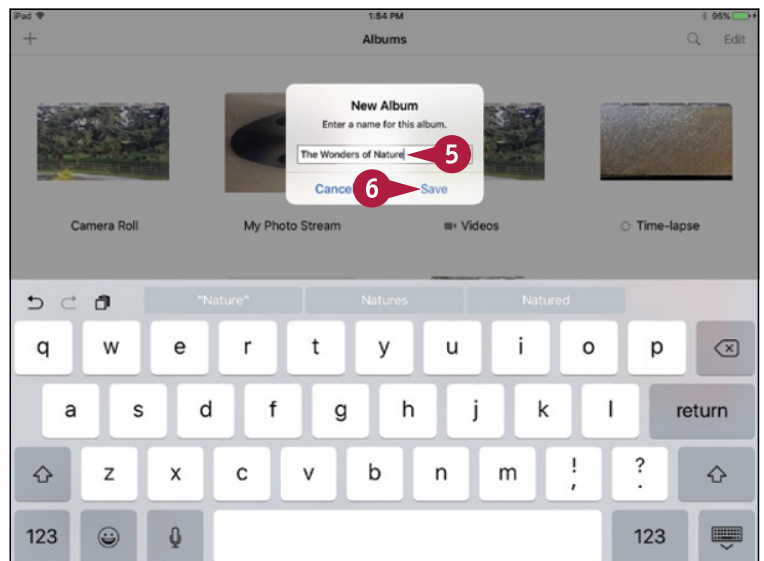 iPad 1:54 PM 95%
+ Albums Edit
New Album
Enter a name for this album.
The Wonders of Nature 5
Cance 6 Save
Camera Roll My Photo Stream Videos Time-lapse
"Nature" Natures Natured
q w e r t y u i o p
a s d f g h j k l return
z x c v b n m ! , ? .
123 123